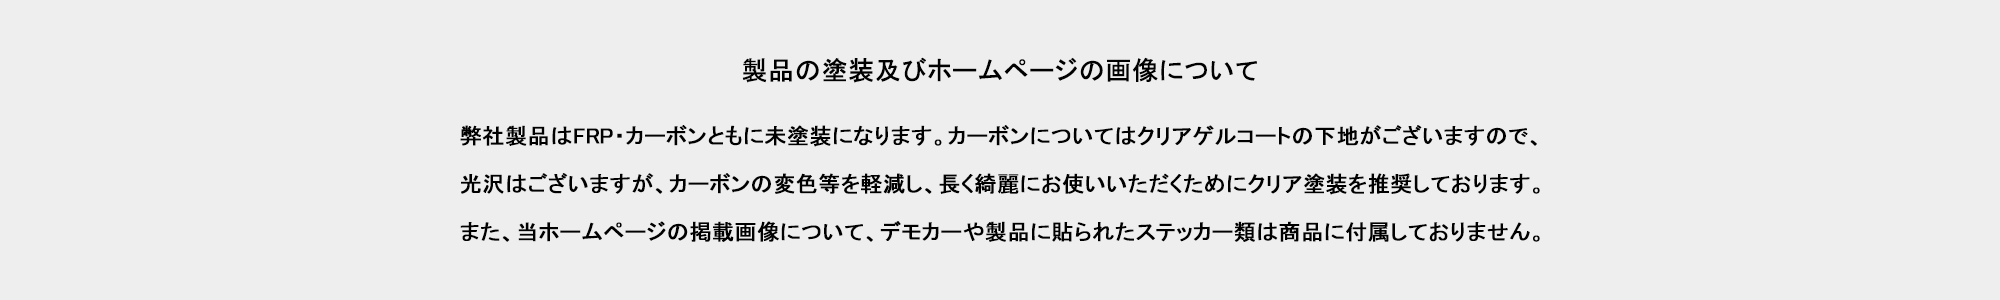 製品の塗装及びホームページの画像について
弊社製品はFRP・カーボンともに未塗装になります。カーボンについてはクリアゲルコートの下地がございますので、
光沢はございますが、カーボンの変色等を軽減し、長く綺麗にお使いいただくためにクリア塗装を推奨しております。
また、当ホームページの掲載画像について、デモカーや製品に貼られたステッカー類は商品に付属しておりません。